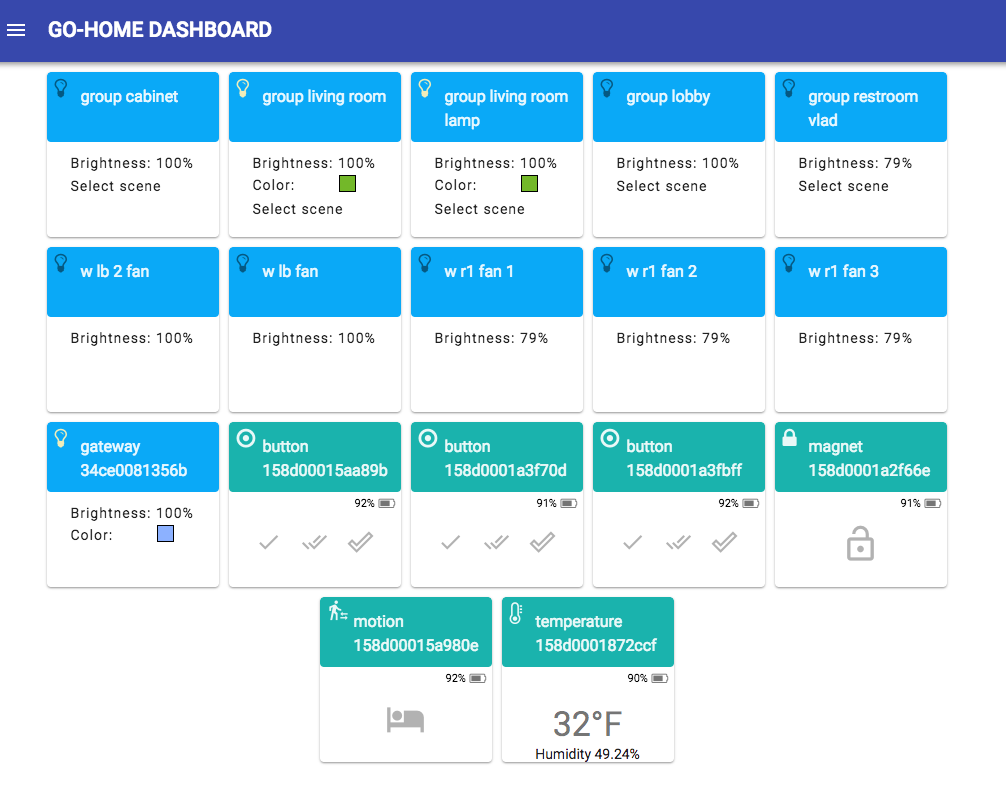 GO-HOME DASHBOARD
group cabinet
Brightness: 100%
Select scene
group living room
Brightness: 100%
Color:
Select scene
group living room
lamp
Brightness: 100%
Color:
Select scene
group lobby
Brightness: 100%
Select scene
group restroom
vlad
Brightness: 79%
Select scene
w lb 2 fan
Brightness: 100%
w lb fan
Brightness: 100%
w r1 fan 1
Brightness: 79%
w r1 fan 2
Brightness: 79%
w r1 fan 3
Brightness: 79%
gateway
34ce0081356b
Brightness: 100%
Color:
button
158d00015aa89b
92%
button
158d0001a3f70d
91%
button
158d0001a3fbff
92%
magnet
158d0001a2f66e
91%
motion
158d00015a980e
92%
temperature
158d0001872ccf
90%
32°F
Humidity 49.24%